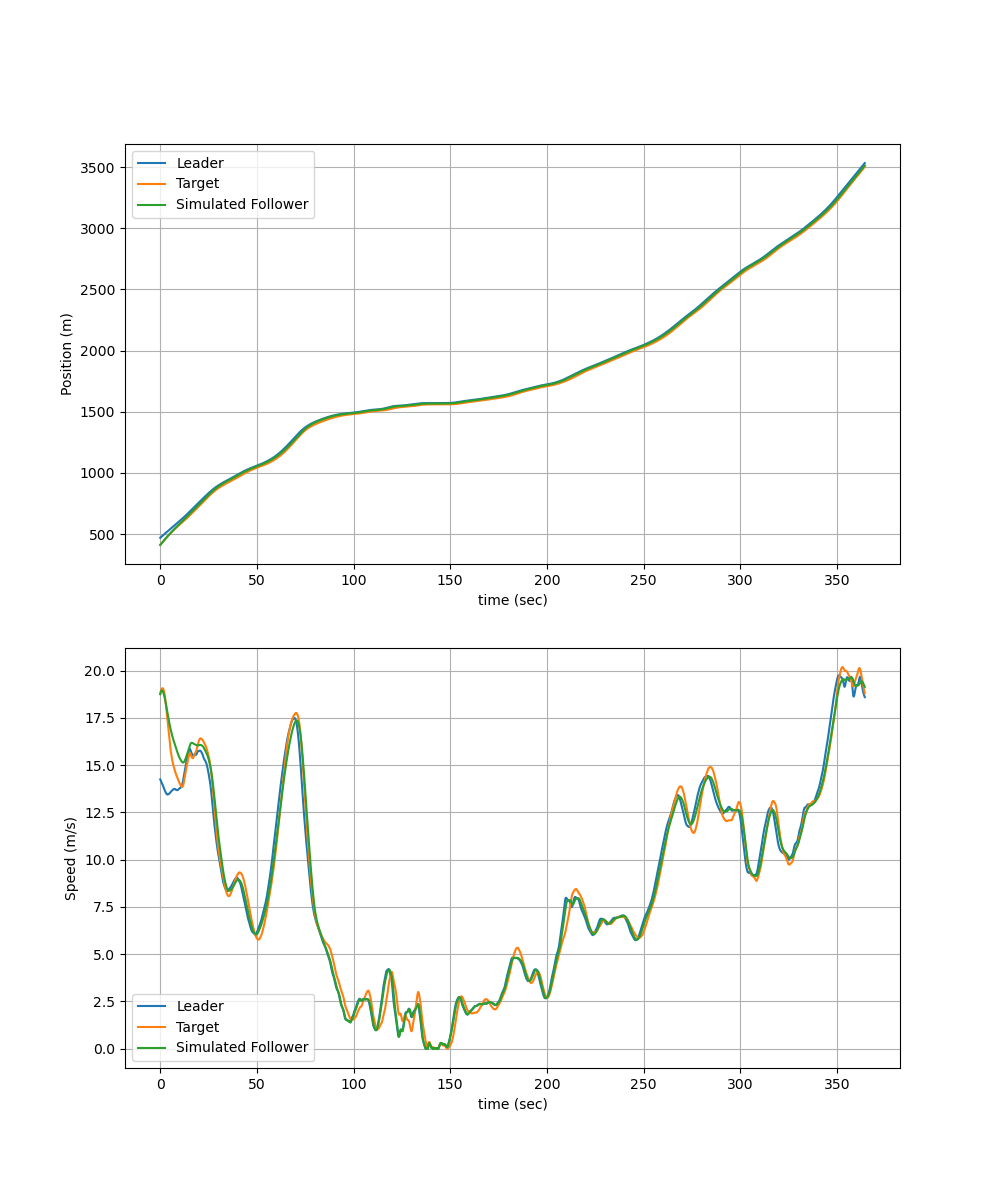 Leader
Target
Simulated Follower
3500
3000
2500
2000
1500
1000
500
Position (m)
0 50 100 150 200 250 300 350
time (sec)
20.0
17.5
15.0
12.5
10.0
7.5
5.0
2.5
0.0
Speed (m/s)
Leader
Target
Simulated Follower
0 50 100 150 200 250 300 350
time (sec)